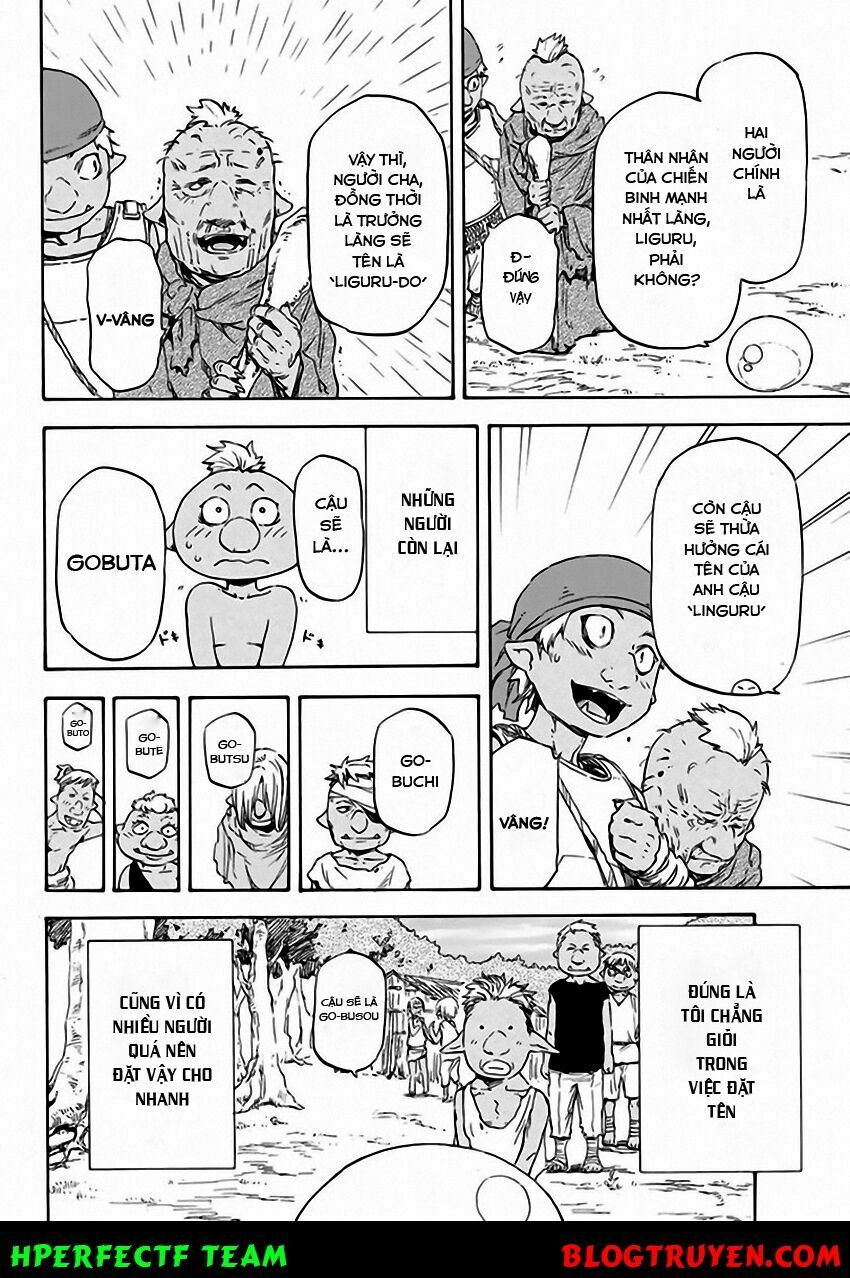 HAI
NGƯỜI
CHÍNH
LÀ
THÂN NHÂN
CỦA CHIẾN
BINH MẠNH
NHẤT LÀNG,
LIGURU,
PHẢI
KHÔNG?
Đ-
ĐÚNG
VẬY
VẬY THÌ,
NGƯỜI CHA,
ĐỒNG THỜI
LÀ TRƯỞNG
LÀNG SẼ
TÊN LÀ
‘LIGURU-DO’
V-VÂNG
CÒN CẬU
SẼ THỪA
HƯỞNG CÁI
TÊN CỦA
ANH CẬU
‘LINGURU’
VÂNG!
NHỮNG
NGƯỜI
CÒN LẠI
CẬU
SẼ
LÀ...
GOBUTA
ドキ
ドキ
GO-
BUCHI
GO-
BUTSU
GO-
BUTE
GO-
BUTO
ĐÚNG LÀ
TÔI CHẲNG
GIỎI
TRONG
VIỆC ĐẶT
TÊN
CẬU SẼ LÀ
GO-BUSOU
CŨNG VÌ CÓ
NHIỀU NGƯỜI
QUÁ NÊN
ĐẶT VẬY CHO
NHANH
HPERFECTF TEAM
BLOGTRUYEN.COM